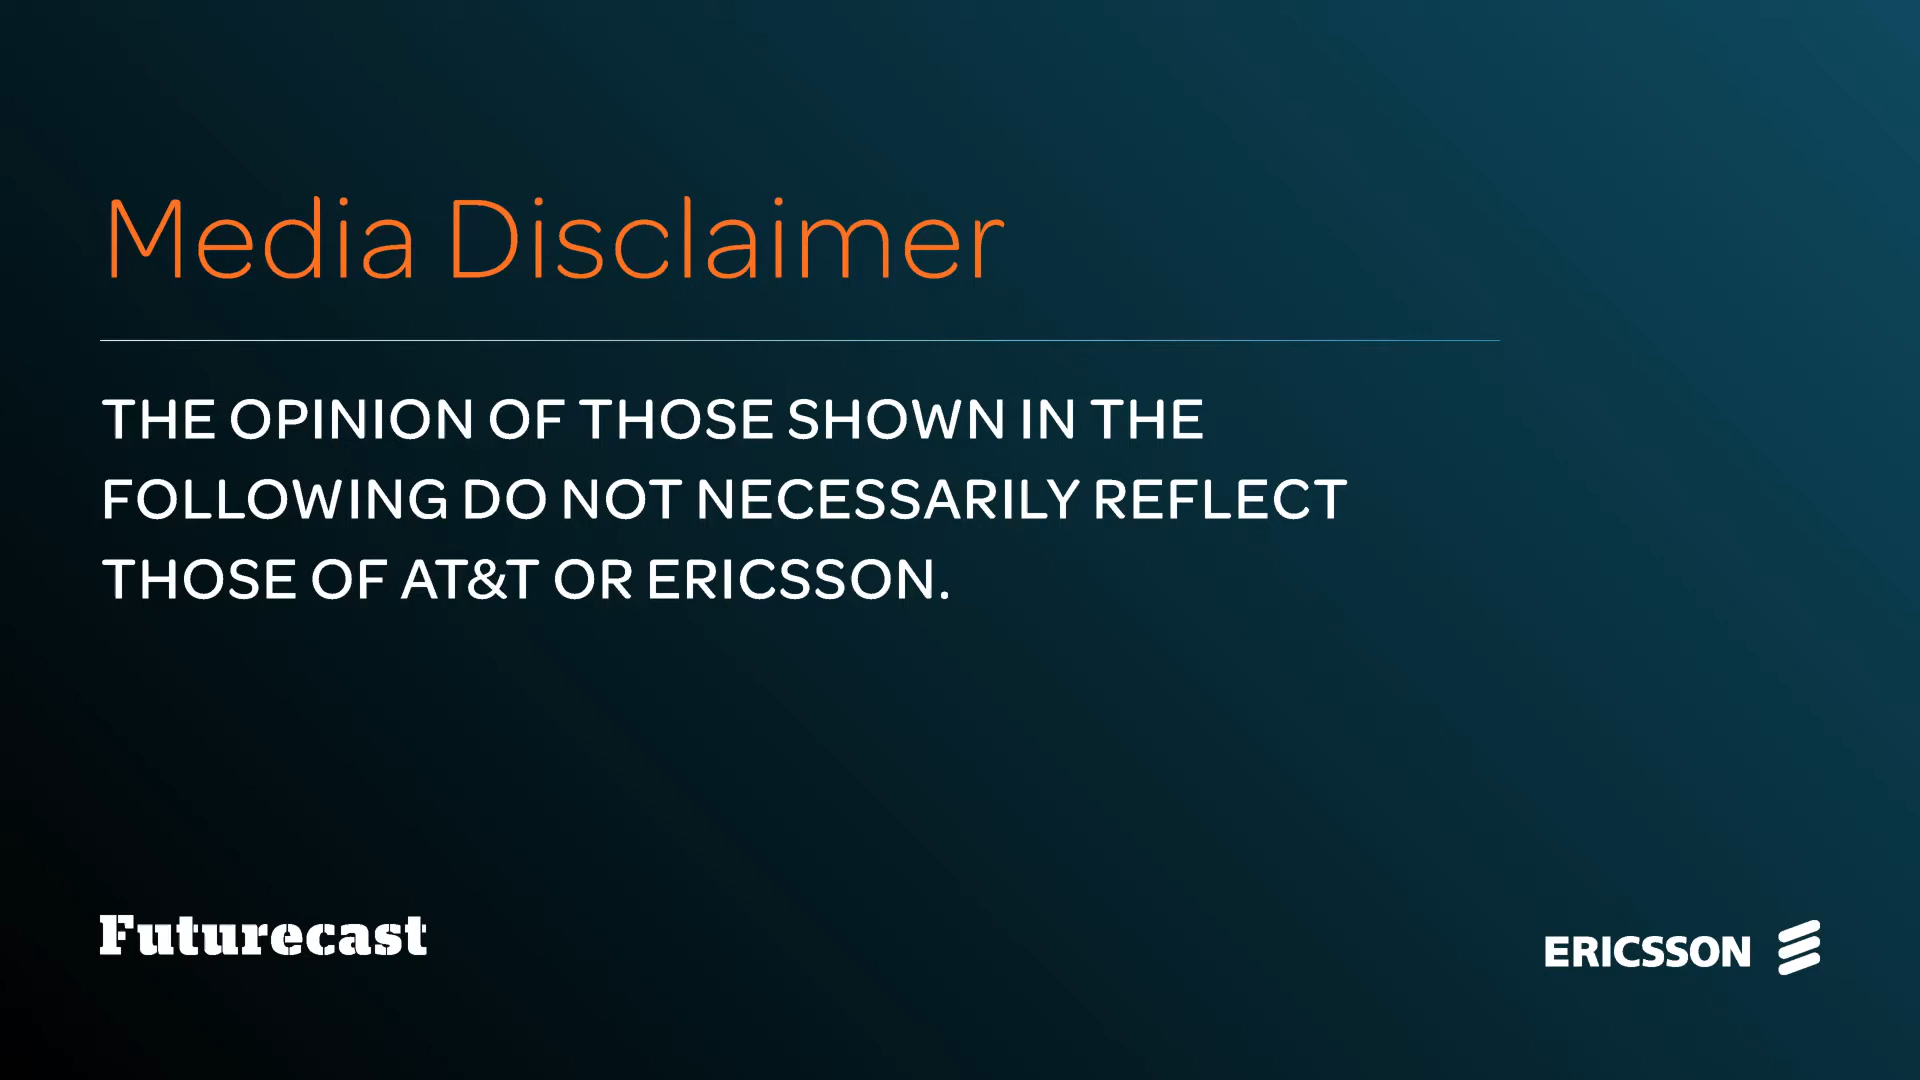 Media Disclaimer
THE OPINION OF THOSE SHOWN IN THE
FOLLOWING DO NOT NECESSARILY REFLECT
THOSE OF AT&T OR ERICSSON.
Futurecast
ERICSSON